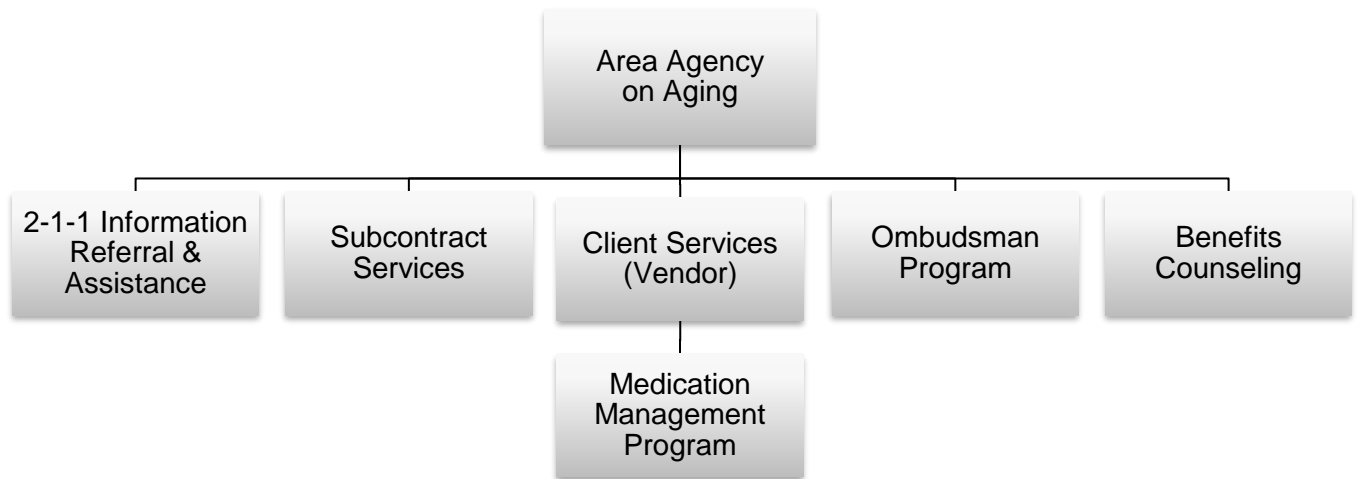 Area Agency
on Aging
2-1-1 Information
Referral &
Assistance
Subcontract
Services
Client Services
(Vendor)
Ombudsman
Program
Benefits
Counseling
Medication
Management
Program